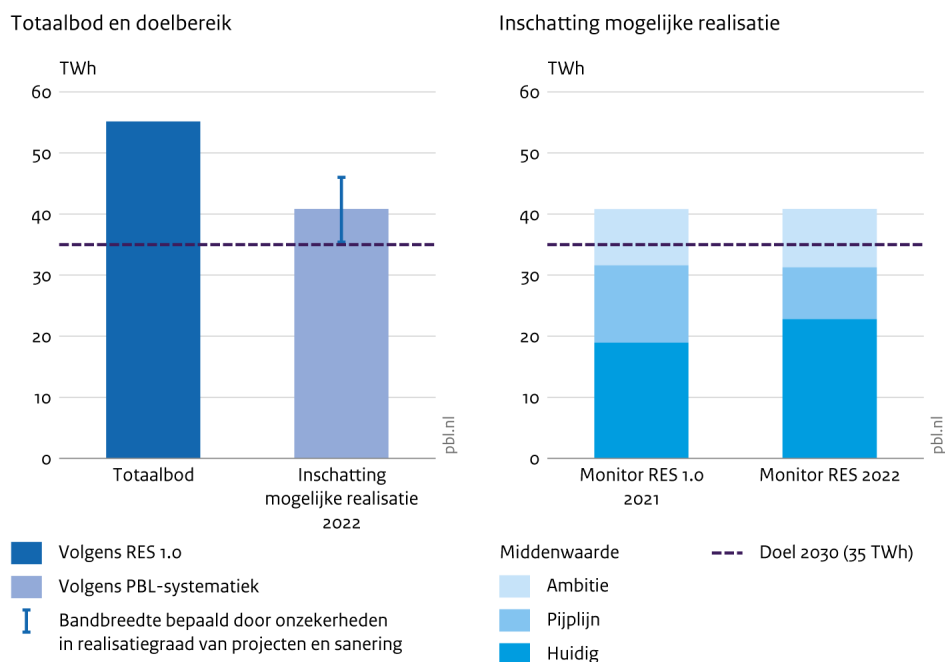 Totaalbod en doelbereik
TWh
60
50
40
30
20
10
0
Totaalbod
Inschatting
mogelijke realisatie
2022
pbl.nl
Volgens RES 1.0
Volgens PBL-systematiek
Bandbreedte bepaald door onzekerheden
in realisatiegraad van projecten en sanering
Inschatting mogelijke realisatie
TWh
60
50
40
30
20
10
0
Monitor RES 1.0
2021
Monitor RES 2022
pbl.nl
Middenwaarde
Ambitie
Pijplijn
Huidig
Doel 2030 (35 TWh)